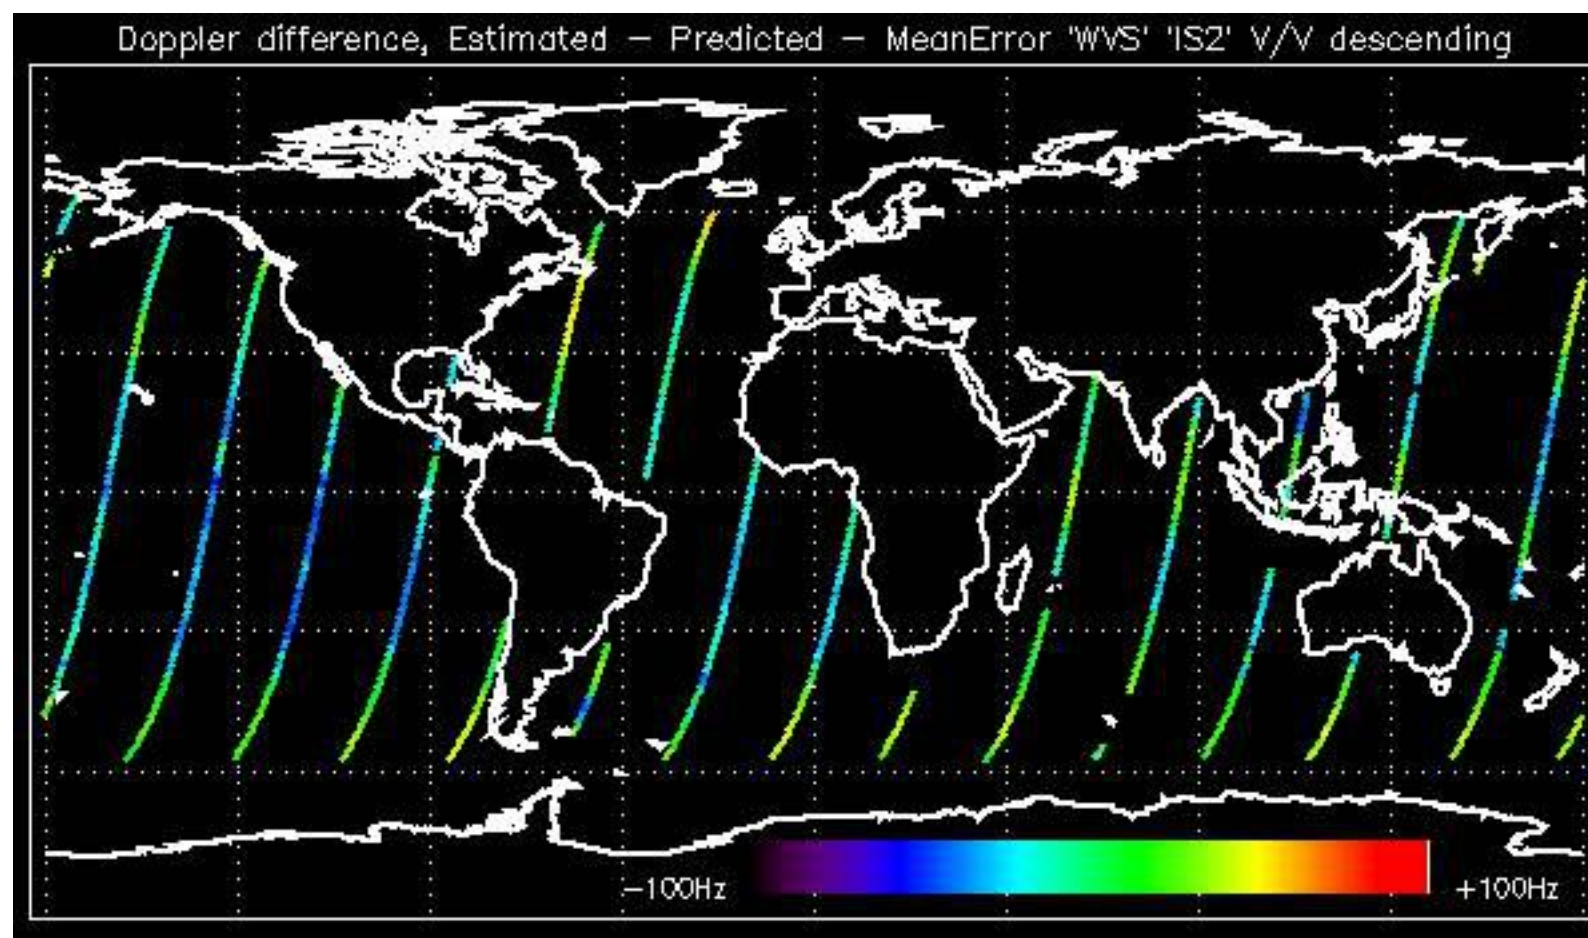 Doppler difference, Estimated – Predicted – MeanError 'WVS' 'IS2' V/V descending
–100Hz +100Hz